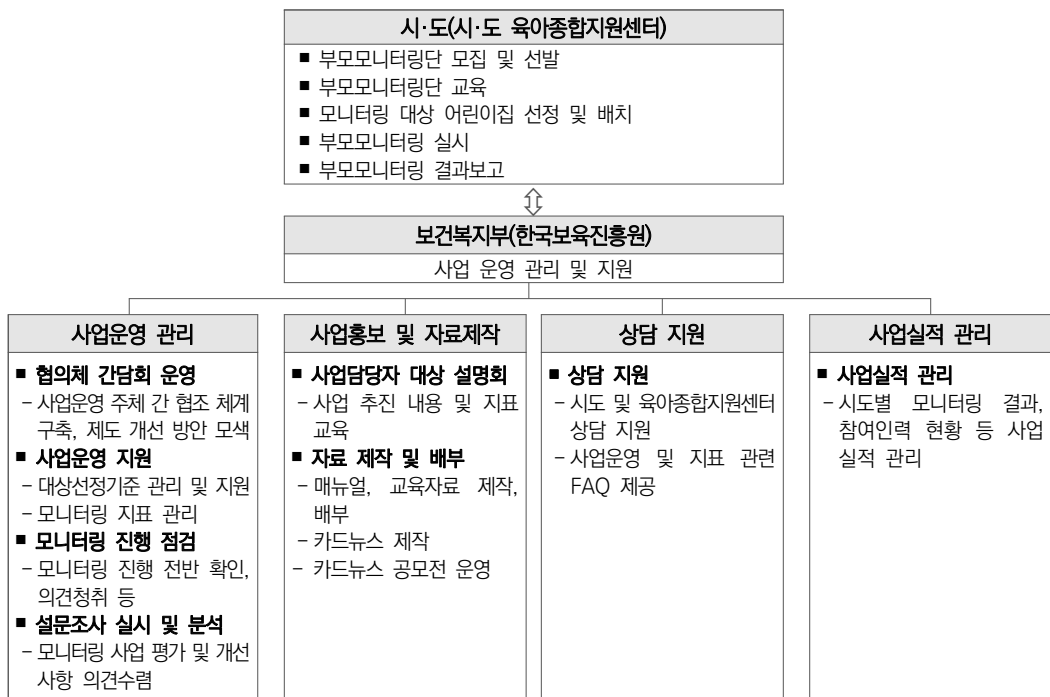 시·도(시·도 육아종합지원센터)
■ 부모모니터링단 모집 및 선발
■ 부모모니터링단 교육
■ 모니터링 대상 어린이집 선정 및 배치
■ 부모모니터링 실시
■ 부모모니터링 결과보고
⇕
보건복지부(한국보육진흥원)
사업 운영 관리 및 지원
사업운영 관리
■ 협의체 간담회 운영
– 사업운영 주체 간 협조 체계
구축, 제도 개선 방안 모색
■ 사업운영 지원
– 대상선정기준 관리 및 지원
– 모니터링 지표 관리
■ 모니터링 진행 점검
– 모니터링 진행 전반 확인,
의견청취 등
■ 설문조사 실시 및 분석
– 모니터링 사업 평가 및 개선
사항 의견수렴
사업홍보 및 자료제작
■ 사업담당자 대상 설명회
– 사업 추진 내용 및 지표
교육
■ 자료 제작 및 배부
– 매뉴얼, 교육자료 제작,
배부
– 카드뉴스 제작
– 카드뉴스 공모전 운영
상담 지원
■ 상담 지원
– 시도 및 육아종합지원센터
상담 지원
– 사업운영 및 지표 관련
FAQ 제공
사업실적 관리
■ 사업실적 관리
– 시도별 모니터링 결과,
참여인력 현황 등 사업
실적 관리